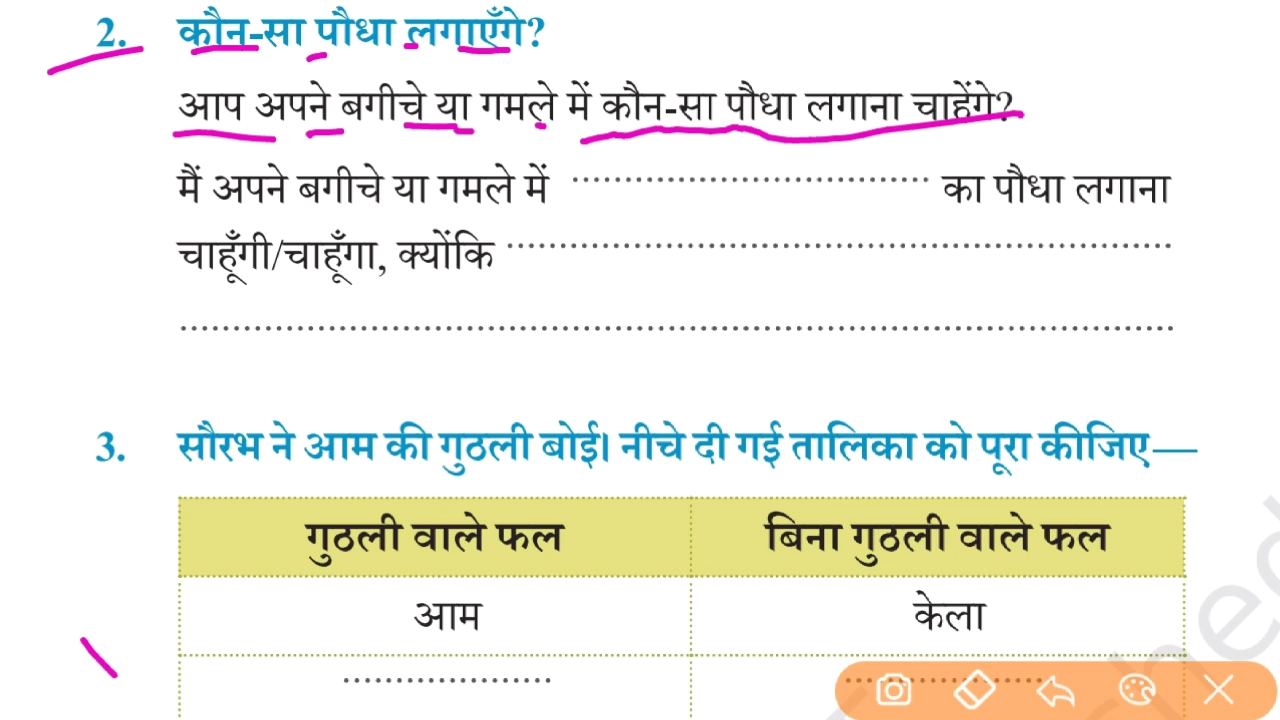 2. कौन-सा पौधा लगाएँगे?
आप अपने बगीचे या गमले में कौन-सा पौधा लगाना चाहेंगे?
मैं अपने बगीचे या गमले में ................................... का पौधा लगाना
चाहूँगी/चाहूँगा, क्योंकि ................................................................
................................................................................................
3. सौरभ ने आम की गुठली बोई। नीचे दी गई तालिका को पूरा कीजिए—
गुठली वाले फल बिना गुठली वाले फल
आम केला
.................... ....................